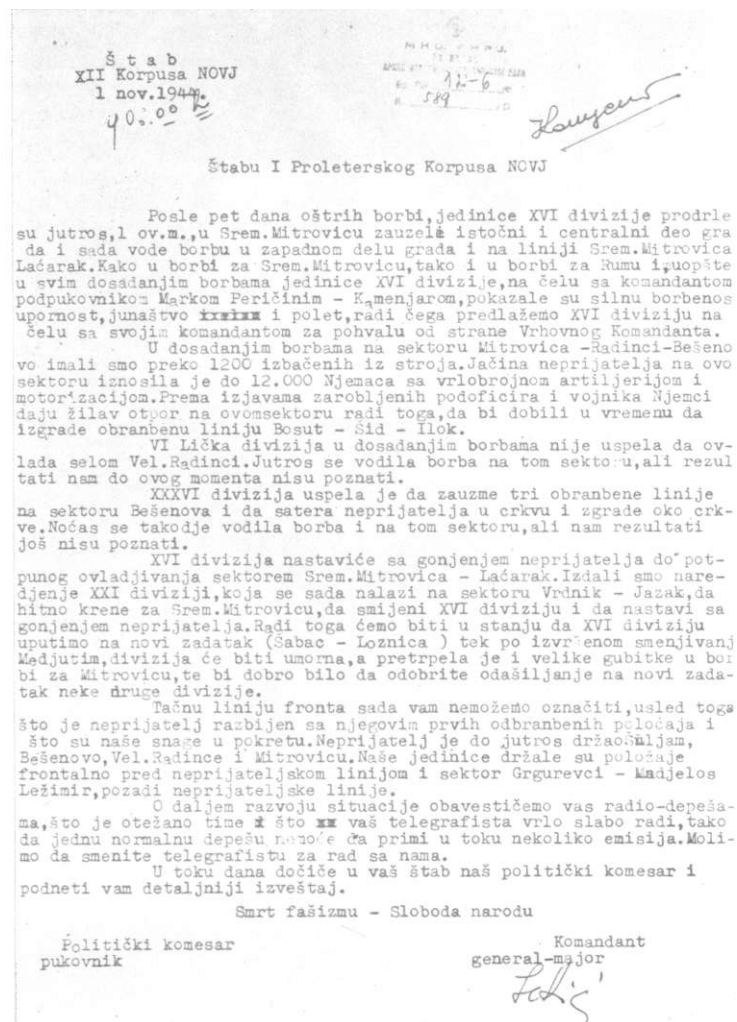 Štab
XII Korpusa NOVJ
1 nov.1944.
12-6
589
Štabu I Proleterskog Korpusa NOVJ
Posle pet dana oštrih borbi,jedinice XVI divizije prodrle
su jutros,1 ov.m.,u Srem.Mitrovicu zauzele istočni i centralni deo gra
da i sada vode borbu u zapadnom delu grada i na liniji Srem.Mitrovica
Laćarak.Kako u borbi za Srem.Mitrovicu,tako i u borbi za Rumu i,uopšte
u svim dosadanjim borbama jedinice XVI divizije,na čelu sa komandantom
podpukovnikom Markom Peričinim - Kamenjarom,pokazale su silnu borbenos
upornost,junaštvo i polet,radi čega predlažemo XVI diviziju na
čelu sa svojim komandantom za pohvalu od strane Vrhovnog Komandanta.
U dosadanjim borbama na sektoru Mitrovica -Radinci-Bešeno
vo imali smo preko 1200 izbačenih iz stroja.Jačina neprijatelja na ovo
sektoru iznosila je do 12.000 Njemaca sa vrlobrojnom artiljerijom i
motorizacijom.Prema izjavama zarobljenih podoficira i vojnika Njemci
daju žilav otpor na ovomsektoru radi toga,da bi dobili u vremenu da
izgrade obranbenu liniju Bosut - Šid - Ilok.
VI Lička divizija u dosadanjim borbama nije uspela da ov-
lada selom Vel.Radinci.Jutros se vodila borba na tom sektoru,ali rezul
tati nam do ovog momenta nisu poznati.
XXXVI divizija uspela je da zauzme tri obranbene linije
na sektoru Bešenova i da satera neprijatelja u crkvu i zgrade oko crk-
ve.Noćas se takodje vodila borba i na tom sektoru,ali nam rezultati
još nisu poznati.
XVI divizija nastaviće sa gonjenjem neprijatelja do pot-
punog ovladjivanja sektorem Srem.Mitrovica - Laćarak.Izdali smo nare-
djenje XXI diviziji,koja se sada nalazi na sektoru Vrdnik - Jazak,da
hitno krene za Srem.Mitrovicu,da smijeni XVI diviziju i da nastavi sa
gonjenjem neprijatelja.Radi toga ćemo biti u stanju da XVI diviziju
uputimo na novi zadatak (Šabac - Loznica ) tek po izvršenom smenjivanj
Medjutim,divizija će biti umorna,a pretrpela je i velike gubitke u bor
bi za Mitrovicu,te bi dobro bilo da odobrite odašiljanje na novi zada-
tak neke druge divizije.
Tačnu liniju fronta sada vam nemožemo označiti,usled toga
što je neprijatelj razbijen sa njegovim prvih odbranbenih položaja i
što su naše snage u pokretu.Neprijatelj je do jutros držaoŠuljam,
Bešenovo,Vel.Radince i Mitrovicu.Naše jedinice držale su položaje
frontalno pred neprijateljskom linijom i sektor Grgurevci - Madjelos
Ležimir,pozadi neprijateljske linije.
O daljem razvoju situacije obavestičemo vas radio-depeša-
ma,što je otežano time što vaš telegrafista vrlo slabo radi,tako
da jednu normalnu depešu nemože da primi u toku nekoliko emisija.Moli-
mo da smenite telegrafistu za rad sa nama.
U toku dana dočiče u vaš štab naš politički komesar i
podneti vam detaljniji izveštaj.
Smrt fašizmu - Sloboda narodu
Politički komesar
pukovnik
Komandant
general-major